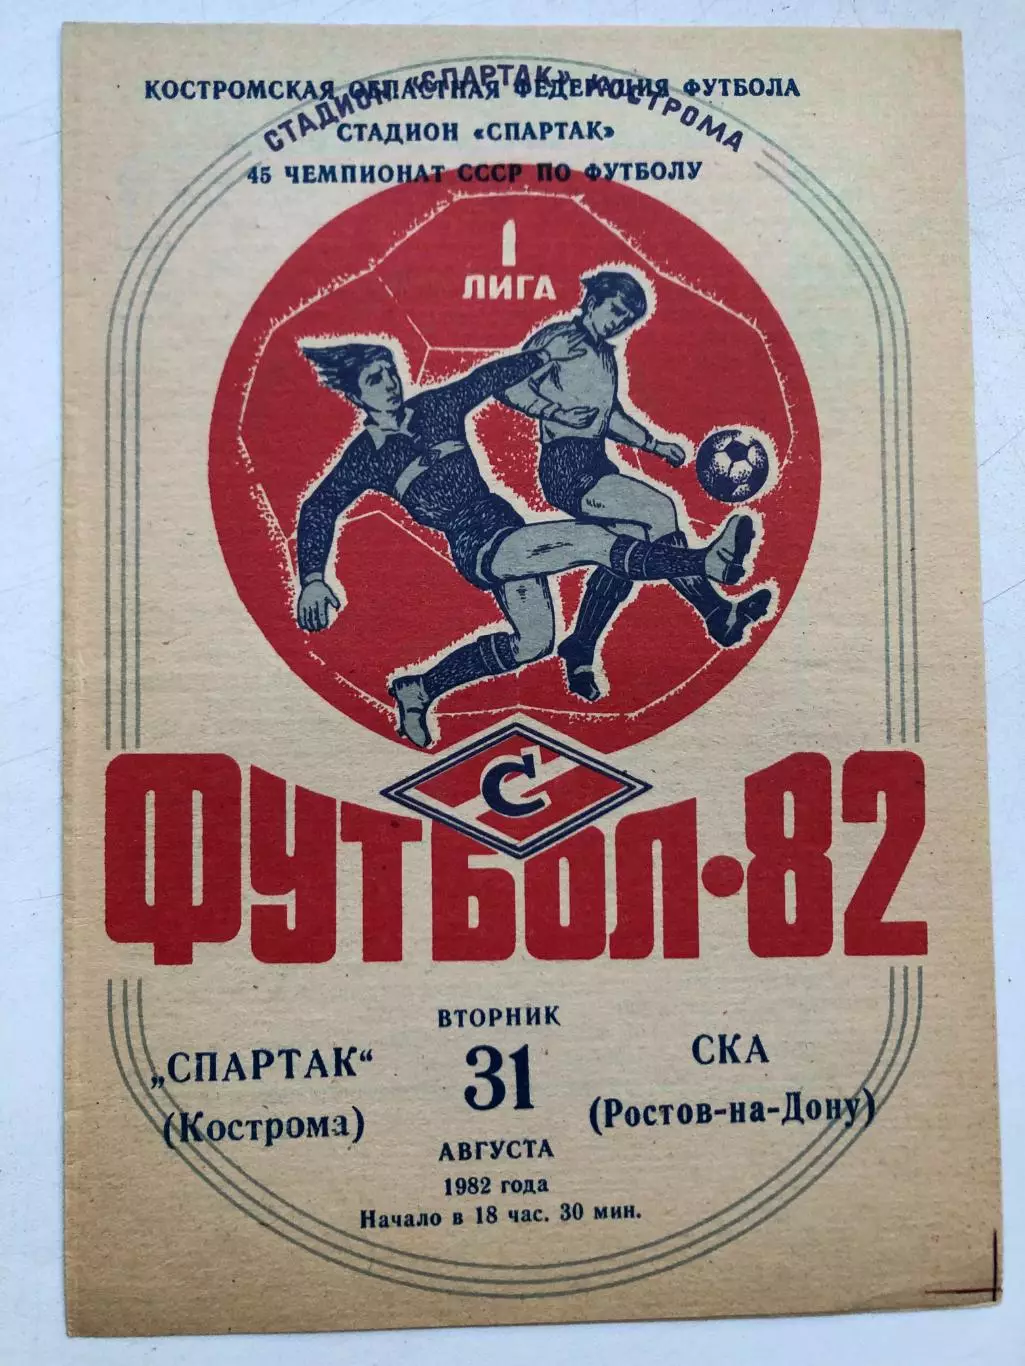 КОСТРОМСКАЯ ОБЛАСТНАЯ ФЕДЕРАЦИЯ ФУТБОЛА
СТАДИОН «СПАРТАК» КОСТРОМА
СТАДИОН «СПАРТАК»
45 ЧЕМПИОНАТ СССР ПО ФУТБОЛУ
I
ЛИГА
С
ФУТБОЛ·82
ВТОРНИК
„СПАРТАК“
(Кострома)
31
АВГУСТА
1982 года
СКА
(Ростов-на-Дону)
Начало в 18 час. 30 мин.